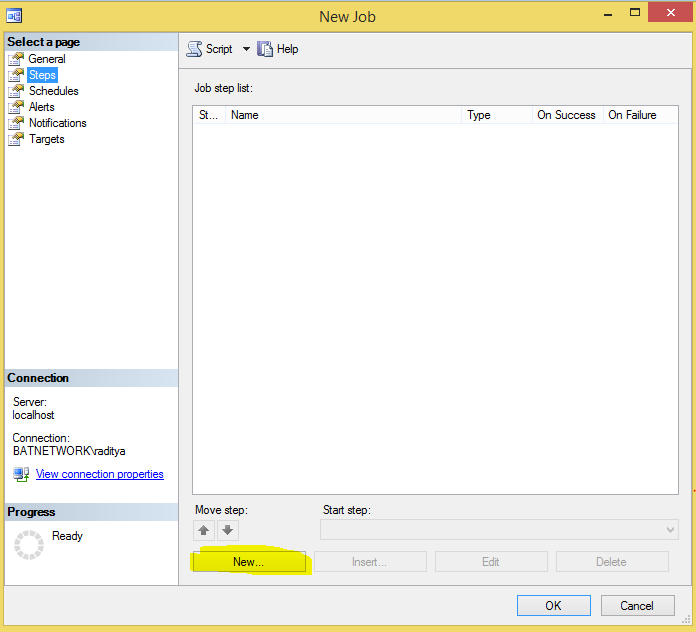 New Job
Select a page
General
Steps
Schedules
Alerts
Notifications
Targets
Connection
Server:
localhost
Connection:
BATNETWORK\raditya
View connection properties
Progress
Ready
Script Help
Job step list:
St... Name Type On Success On Failure
Move step: Start step:
New... Insert... Edit Delete
OK Cancel